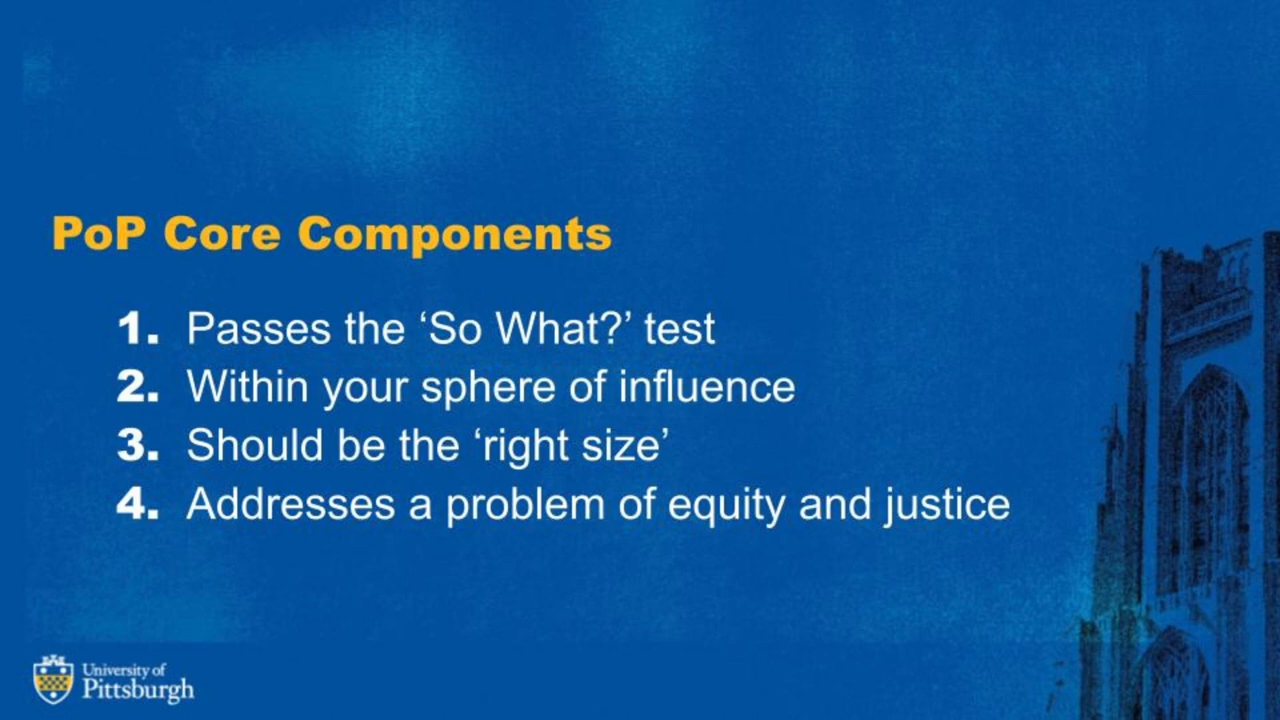 PoP Core Components
1. Passes the ‘So What?’ test
2. Within your sphere of influence
3. Should be the ‘right size’
4. Addresses a problem of equity and justice
University of
Pittsburgh